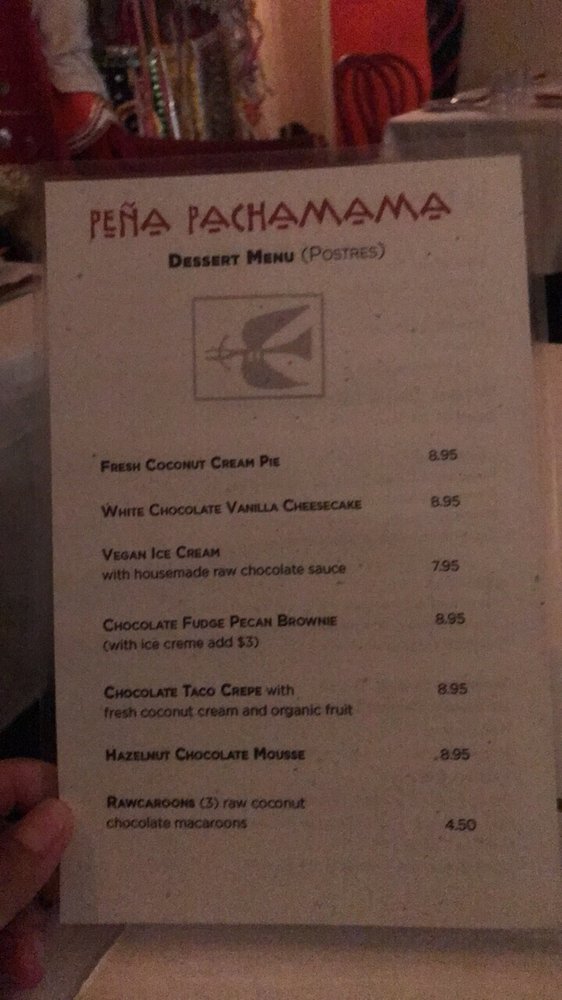 PEÑA PACHAMAMA
DESSERT MENU (POSTRES)
FRESH COCONUT CREAM PIE 8.95
WHITE CHOCOLATE VANILLA CHEESECAKE 8.95
VEGAN ICE CREAM
with housemade raw chocolate sauce 7.95
CHOCOLATE FUDGE PECAN BROWNIE 8.95
(with ice creme add $3)
CHOCOLATE TACO CREPE with 8.95
fresh coconut cream and organic fruit
HAZELNUT CHOCOLATE MOUSSE 8.95
RAWCAROONS (3) raw coconut
chocolate macaroons 4.50